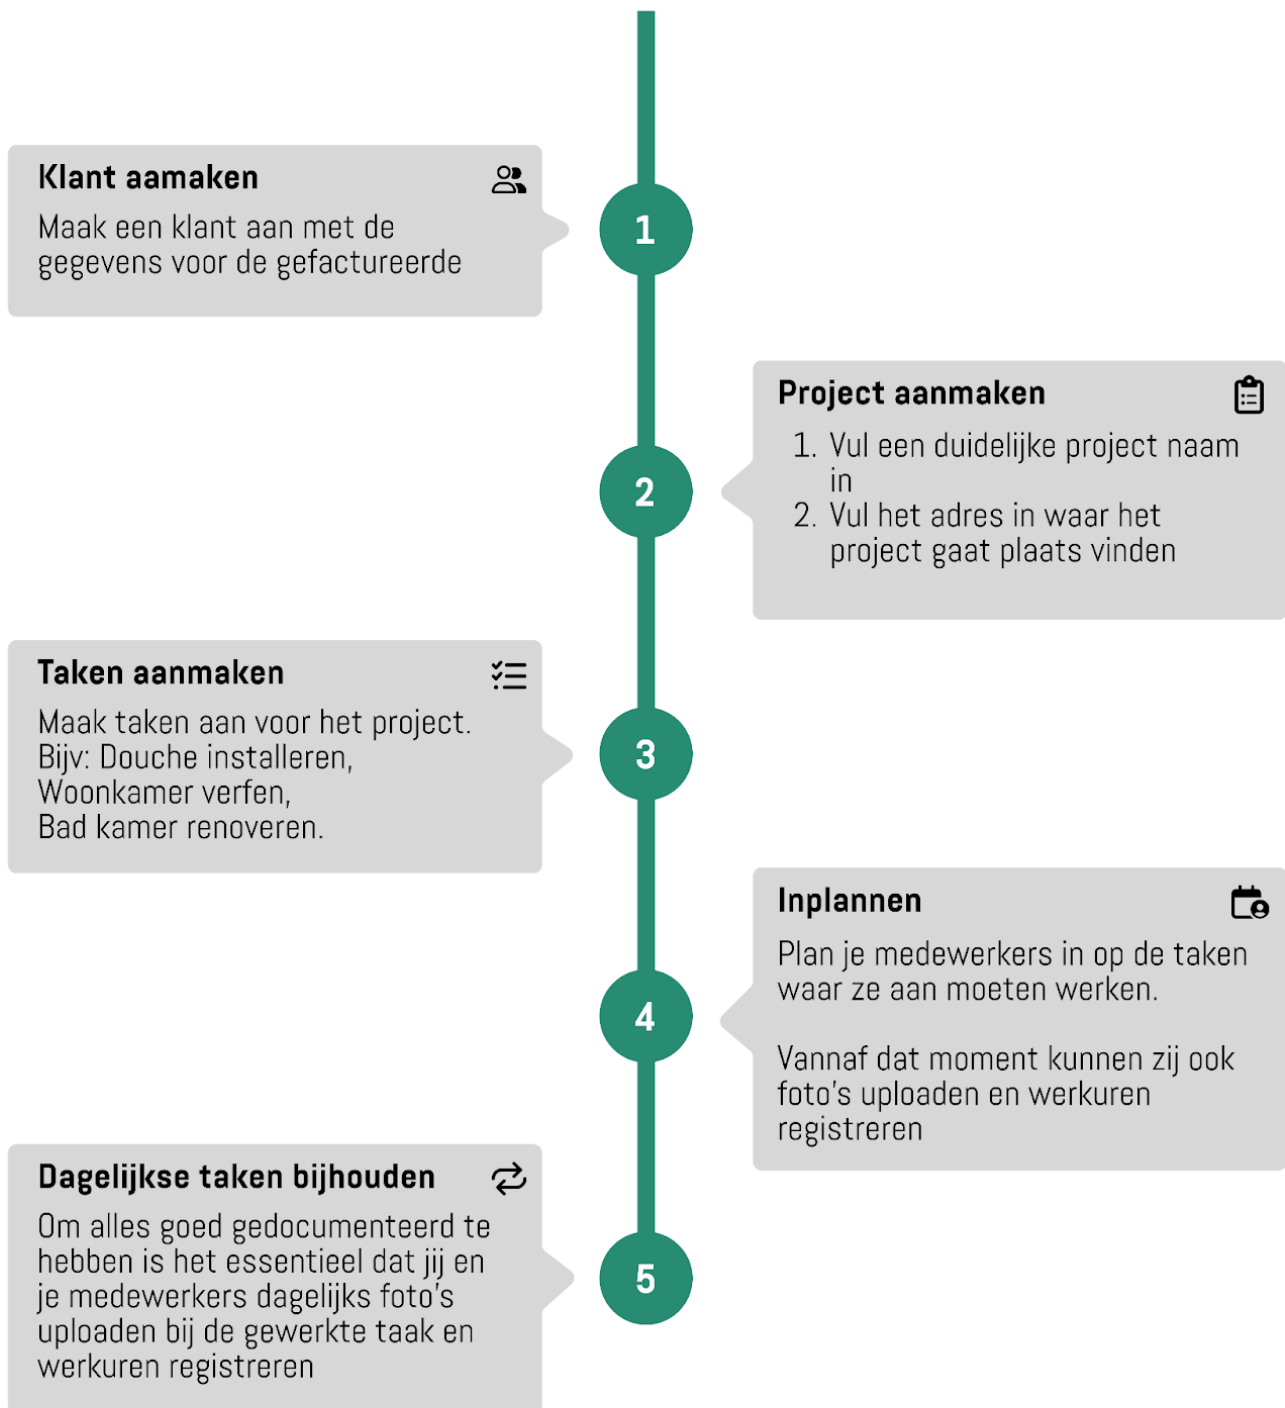 Klant aamaken
Maak een klant aan met de
gegevens voor de gefactureerde
1
Project aanmaken
1. Vul een duidelijke project naam
in
2. Vul het adres in waar het
project gaat plaats vinden
2
Taken aanmaken
Maak taken aan voor het project.
Bijv: Douche installeren,
Woonkamer verfen,
Bad kamer renoveren.
3
Inplannen
Plan je medewerkers in op de taken
waar ze aan moeten werken.
Vannaf dat moment kunnen zij ook
foto's uploaden en werkuren
registreren
4
Dagelijkse taken bijhouden
Om alles goed gedocumenteerd te
hebben is het essentieel dat jij en
je medewerkers dagelijks foto's
uploaden bij de gewerkte taak en
werkuren registreren
5